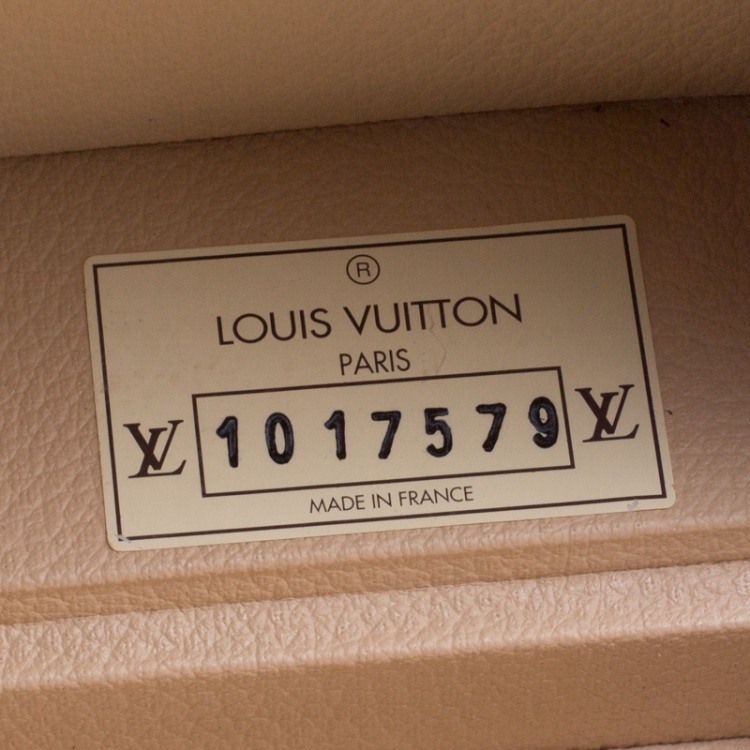 ®
LOUIS VUITTON
PARIS
LV 1017579 LV
MADE IN FRANCE